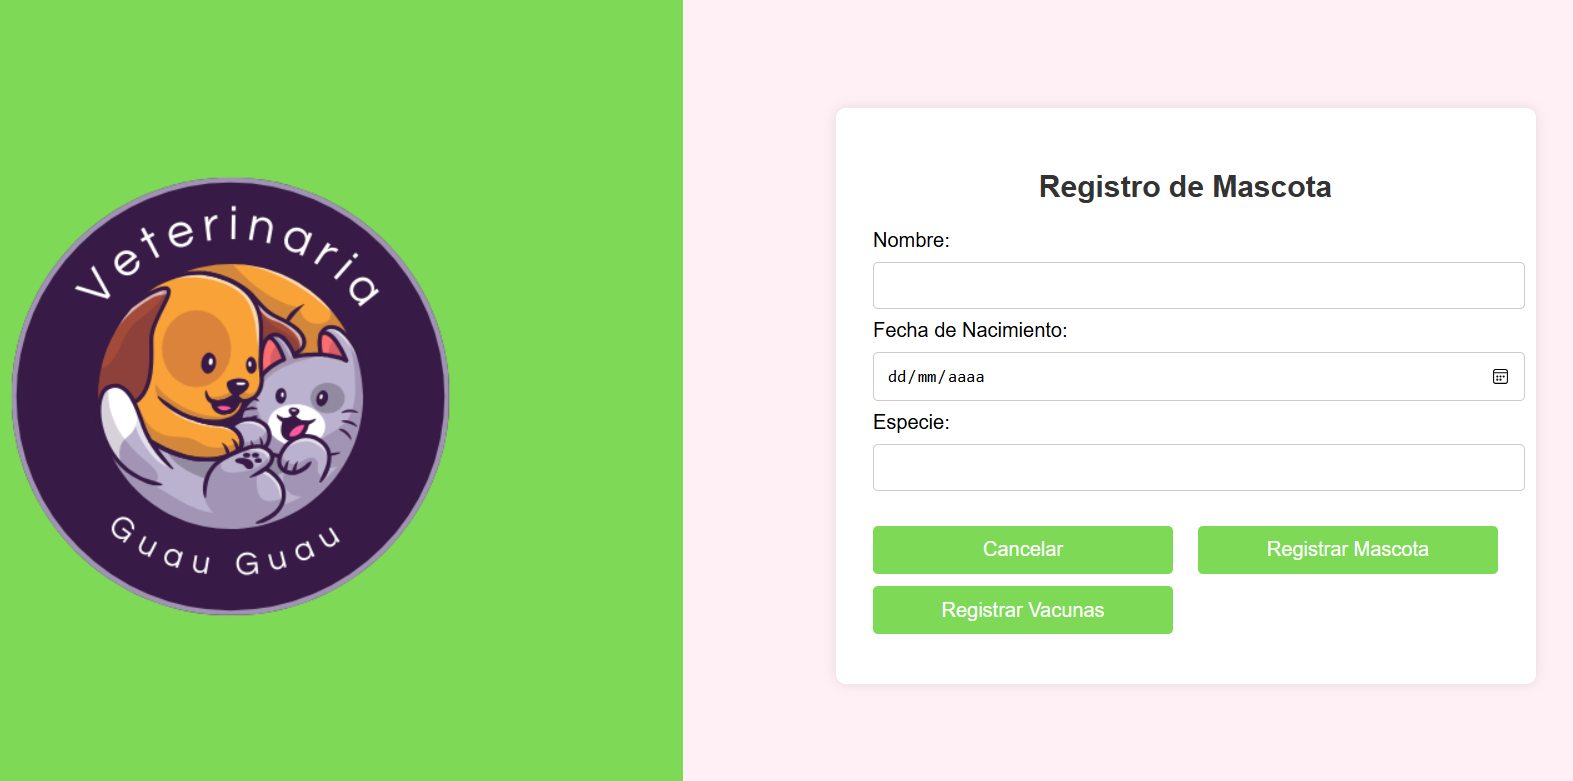 Veterinaria
Guau Guau
Registro de Mascota
Nombre:
Fecha de Nacimiento:
dd/mm/aaaa
Especie:
Cancelar
Registrar Mascota
Registrar Vacunas